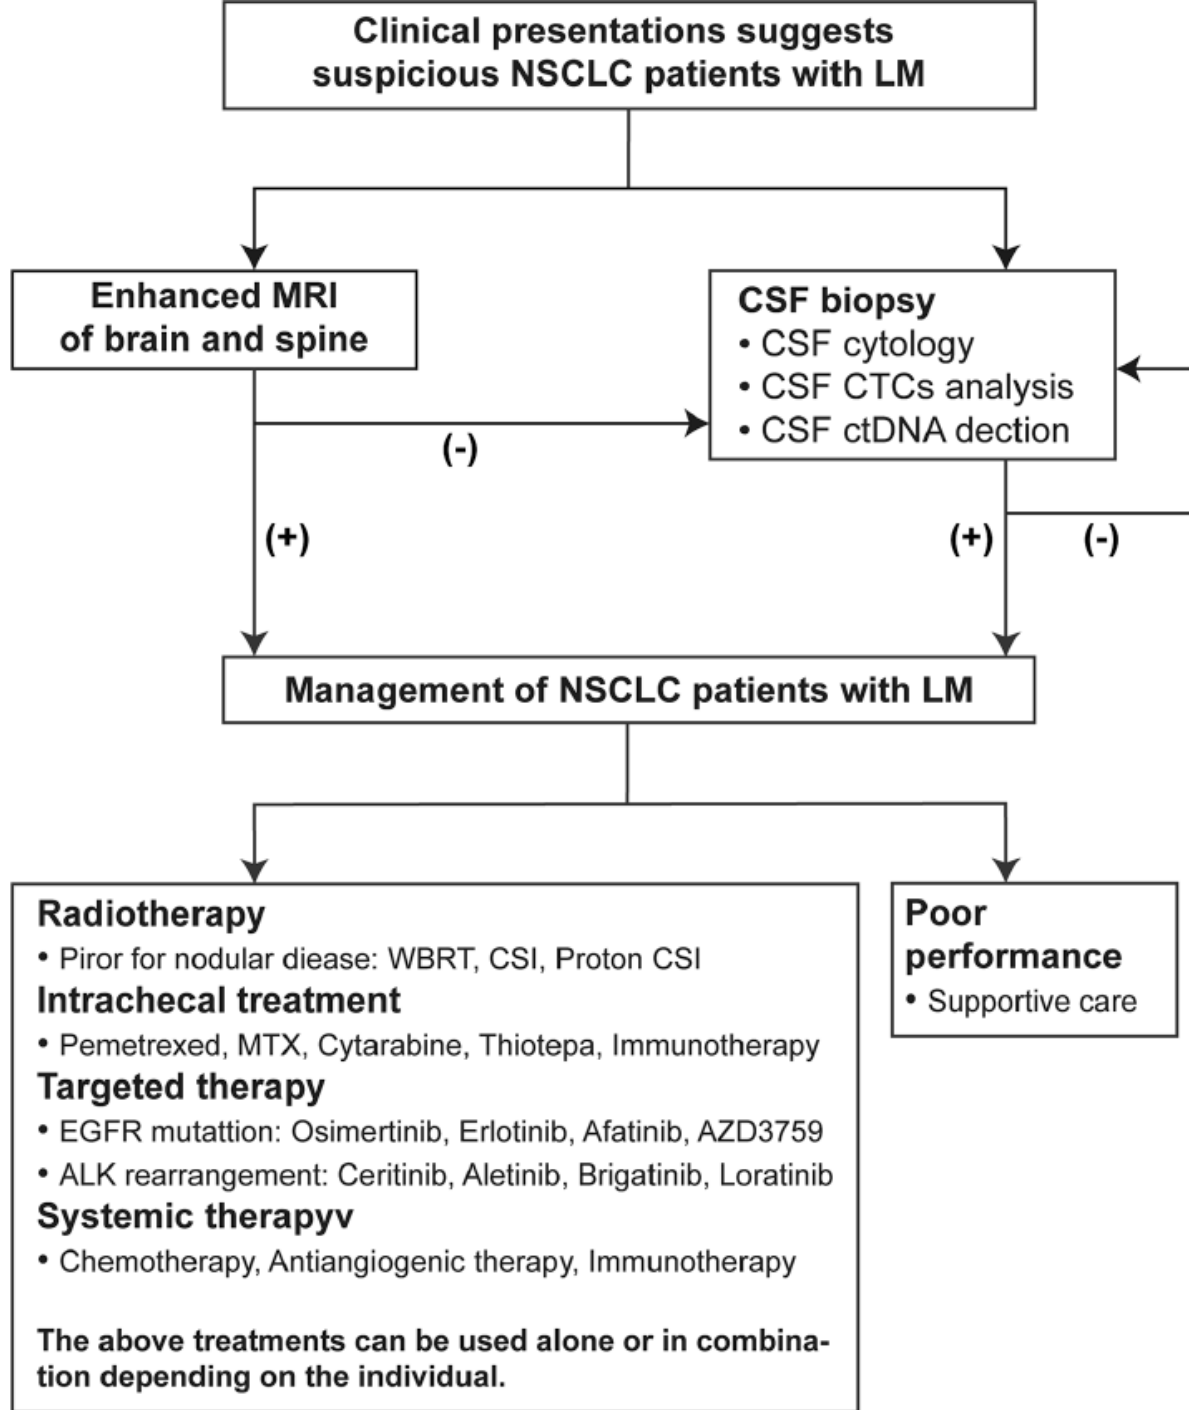 Clinical presentations suggests
suspicious NSCLC patients with LM
Enhanced MRI
of brain and spine
CSF biopsy
• CSF cytology
• CSF CTCs analysis
• CSF ctDNA dection
(-)
(+)
(+)
(-)
Management of NSCLC patients with LM
Radiotherapy
• Piror for nodular disease: WBRT, CSI, Proton CSI
Intrachecal treatment
• Pemetrexed, MTX, Cytarabine, Thiotepa, Immunotherapy
Targeted therapy
• EGFR mutattion: Osimertinib, Erlotinib, Afatinib, AZD3759
• ALK rearrangement: Ceritinib, Aletinib, Brigatinib, Loratinib
Systemic therapyv
• Chemotherapy, Antiangiogenic therapy, Immunotherapy
The above treatments can be used alone or in combina-
tion depending on the individual.
Poor
performance
• Supportive care